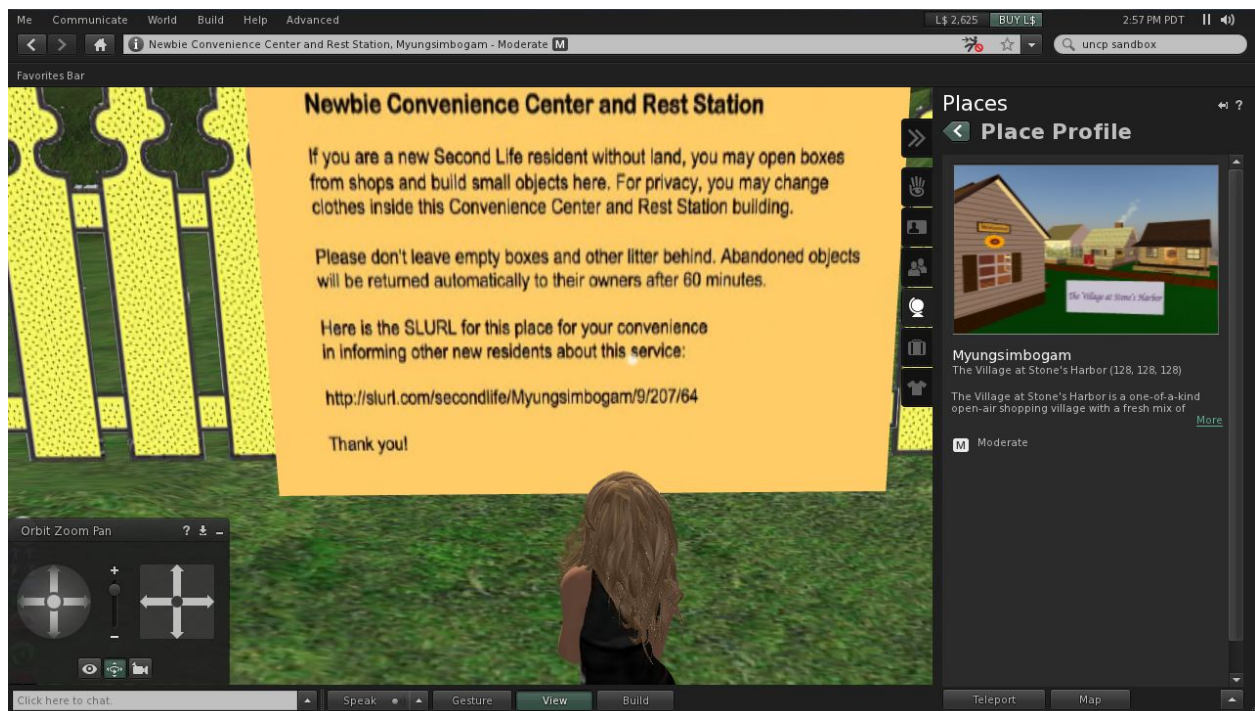 Me Communicate World Build Help Advanced L$ 2,625 BUY L$ 2:57 PM PDT
Newbie Convenience Center and Rest Station, Myungsimbogam - Moderate M uncp sandbox
Favorites Bar
Newbie Convenience Center and Rest Station
If you are a new Second Life resident without land, you may open boxes
from shops and build small objects here. For privacy, you may change
clothes inside this Convenience Center and Rest Station building.
Please don't leave empty boxes and other litter behind. Abandoned objects
will be returned automatically to their owners after 60 minutes.
Here is the SLURL for this place for your convenience
in informing other new residents about this service:
http://slurl.com/secondlife/Myungsimbogam/9/207/64
Thank you!
Places ?
Place Profile
The Village at Stone's Harbor
Myungsimbogam
The Village at Stone's Harbor (128, 128, 128)
The Village at Stone's Harbor is a one-of-a-kind
open-air shopping village with a fresh mix of
More
M Moderate
Orbit Zoom Pan ?
Click here to chat. Speak Gesture View Build Teleport Map